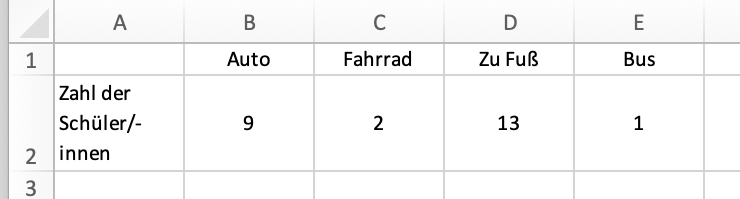 A B C D E
1 Auto Fahrrad Zu Fuß Bus
Zahl der
Schüler/-
innen
2 9 2 13 1
3